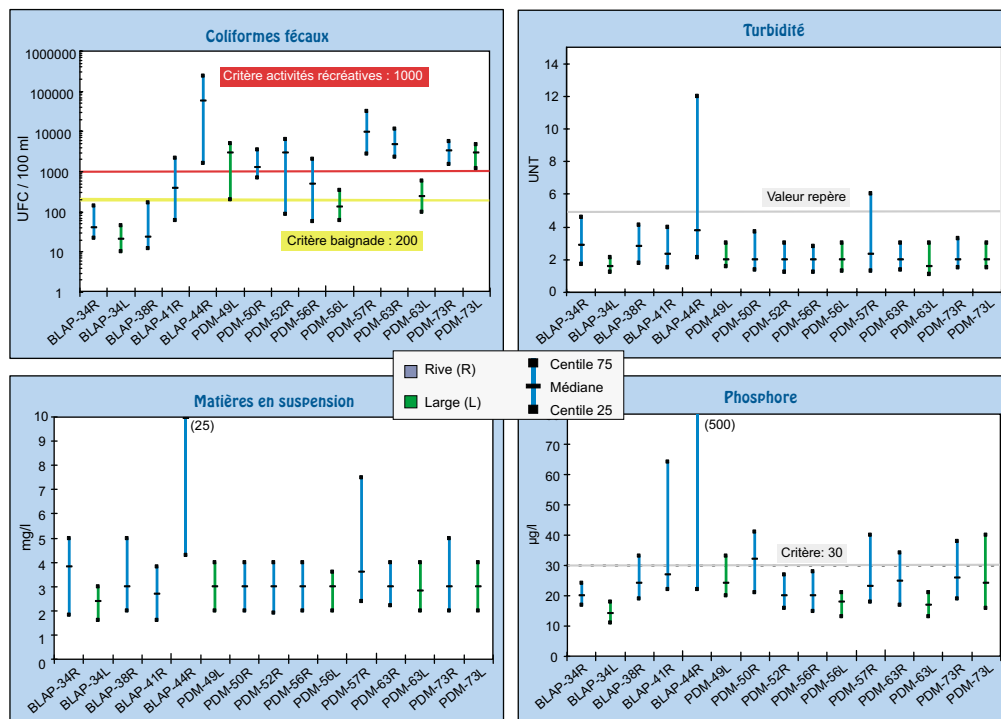 Coliformes fécaux
1000000
100000
10000
1000
100
10
1
UFC / 100 ml
Critère activités récréatives : 1000
Critère baignade : 200
BLAP-34R
BLAP-34L
BLAP-38R
BLAP-41R
BLAP-44R
PDM-49L
PDM-50R
PDM-52R
PDM-56R
PDM-56L
PDM-57R
PDM-63R
PDM-63L
PDM-73R
PDM-73L
Turbidité
14
12
10
8
6
4
2
0
UNT
Valeur repère
BLAP-34R
BLAP-34L
BLAP-38R
BLAP-41R
BLAP-44R
PDM-49L
PDM-50R
PDM-52R
PDM-56R
PDM-56L
PDM-57R
PDM-63R
PDM-63L
PDM-73R
PDM-73L
Rive (R)
Large (L)
Centile 75
Médiane
Centile 25
Matières en suspension
10
9
8
7
6
5
4
3
2
1
0
mg/l
(25)
BLAP-34R
BLAP-34L
BLAP-38R
BLAP-41R
BLAP-44R
PDM-49L
PDM-50R
PDM-52R
PDM-56R
PDM-56L
PDM-57R
PDM-63R
PDM-63L
PDM-73R
PDM-73L
Phosphore
70
60
50
40
30
20
10
0
µg/l
(500)
Critère: 30
BLAP-34R
BLAP-34L
BLAP-38R
BLAP-41R
BLAP-44R
PDM-49L
PDM-50R
PDM-52R
PDM-56R
PDM-56L
PDM-57R
PDM-63R
PDM-63L
PDM-73R
PDM-73L